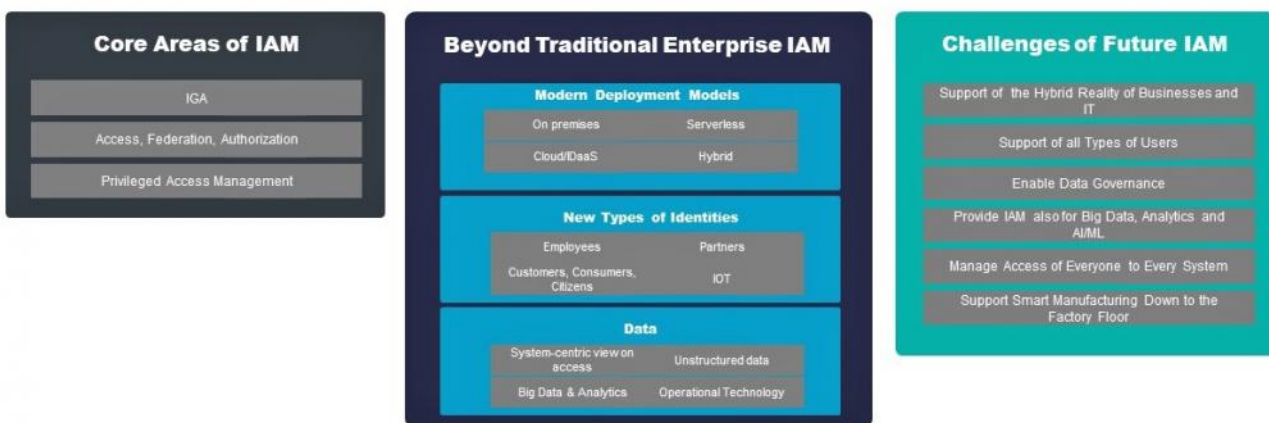 Core Areas of IAM
IGA
Access, Federation, Authorization
Privileged Access Management
Beyond Traditional Enterprise IAM
Modern Deployment Models
On premises
Serverless
Cloud/IDaaS
Hybrid
New Types of Identities
Employees
Partners
Customers, Consumers,
Citizens
IOT
Data
System-centric view on
access
Unstructured data
Big Data & Analytics
Operational Technology
Challenges of Future IAM
Support of the Hybrid Reality of Businesses and
IT
Support of all Types of Users
Enable Data Governance
Provide IAM also for Big Data, Analytics and
AI/ML
Manage Access of Everyone to Every System
Support Smart Manufacturing Down to the
Factory Floor